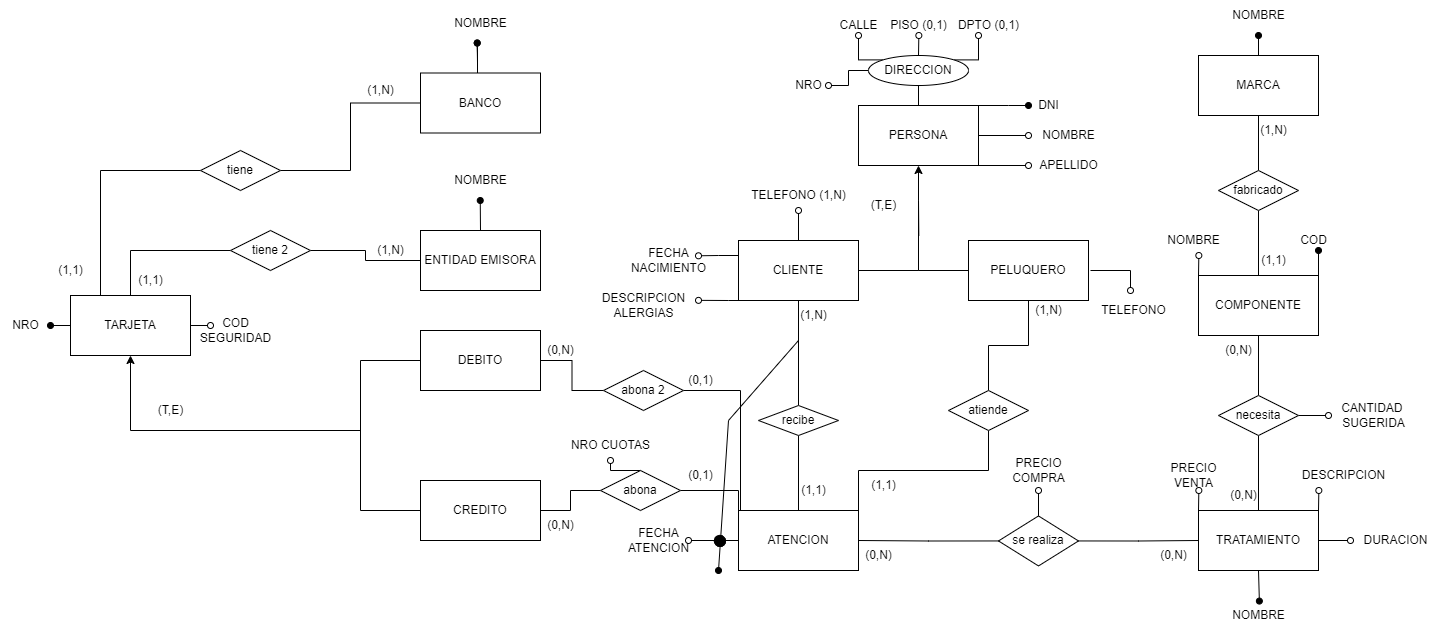 NOMBRE
BANCO
(1,N)
tiene
(1,1)
NOMBRE
ENTIDAD EMISORA
(1,N)
tiene 2
(1,1)
NRO
TARJETA
COD
SEGURIDAD
(T,E)
DEBITO
(0,N)
abona 2
(0,1)
CREDITO
(0,N)
NRO CUOTAS
abona
(0,1)
CALLE
PISO (0,1)
DPTO (0,1)
NRO
DIRECCION
PERSONA
DNI
NOMBRE
APELLIDO
(T,E)
TELEFONO (1,N)
FECHA
NACIMIENTO
DESCRIPCION
ALERGIAS
CLIENTE
(1,N)
PELUQUERO
(1,N)
TELEFONO
recibe
(1,1)
atiende
(1,1)
FECHA
ATENCION
ATENCION
(0,N)
PRECIO
COMPRA
se realiza
(0,N)
NOMBRE
MARCA
(1,N)
fabricado
(1,1)
NOMBRE
COD
COMPONENTE
(0,N)
necesita
CANTIDAD
SUGERIDA
(0,N)
PRECIO
VENTA
DESCRIPCION
TRATAMIENTO
DURACION
NOMBRE